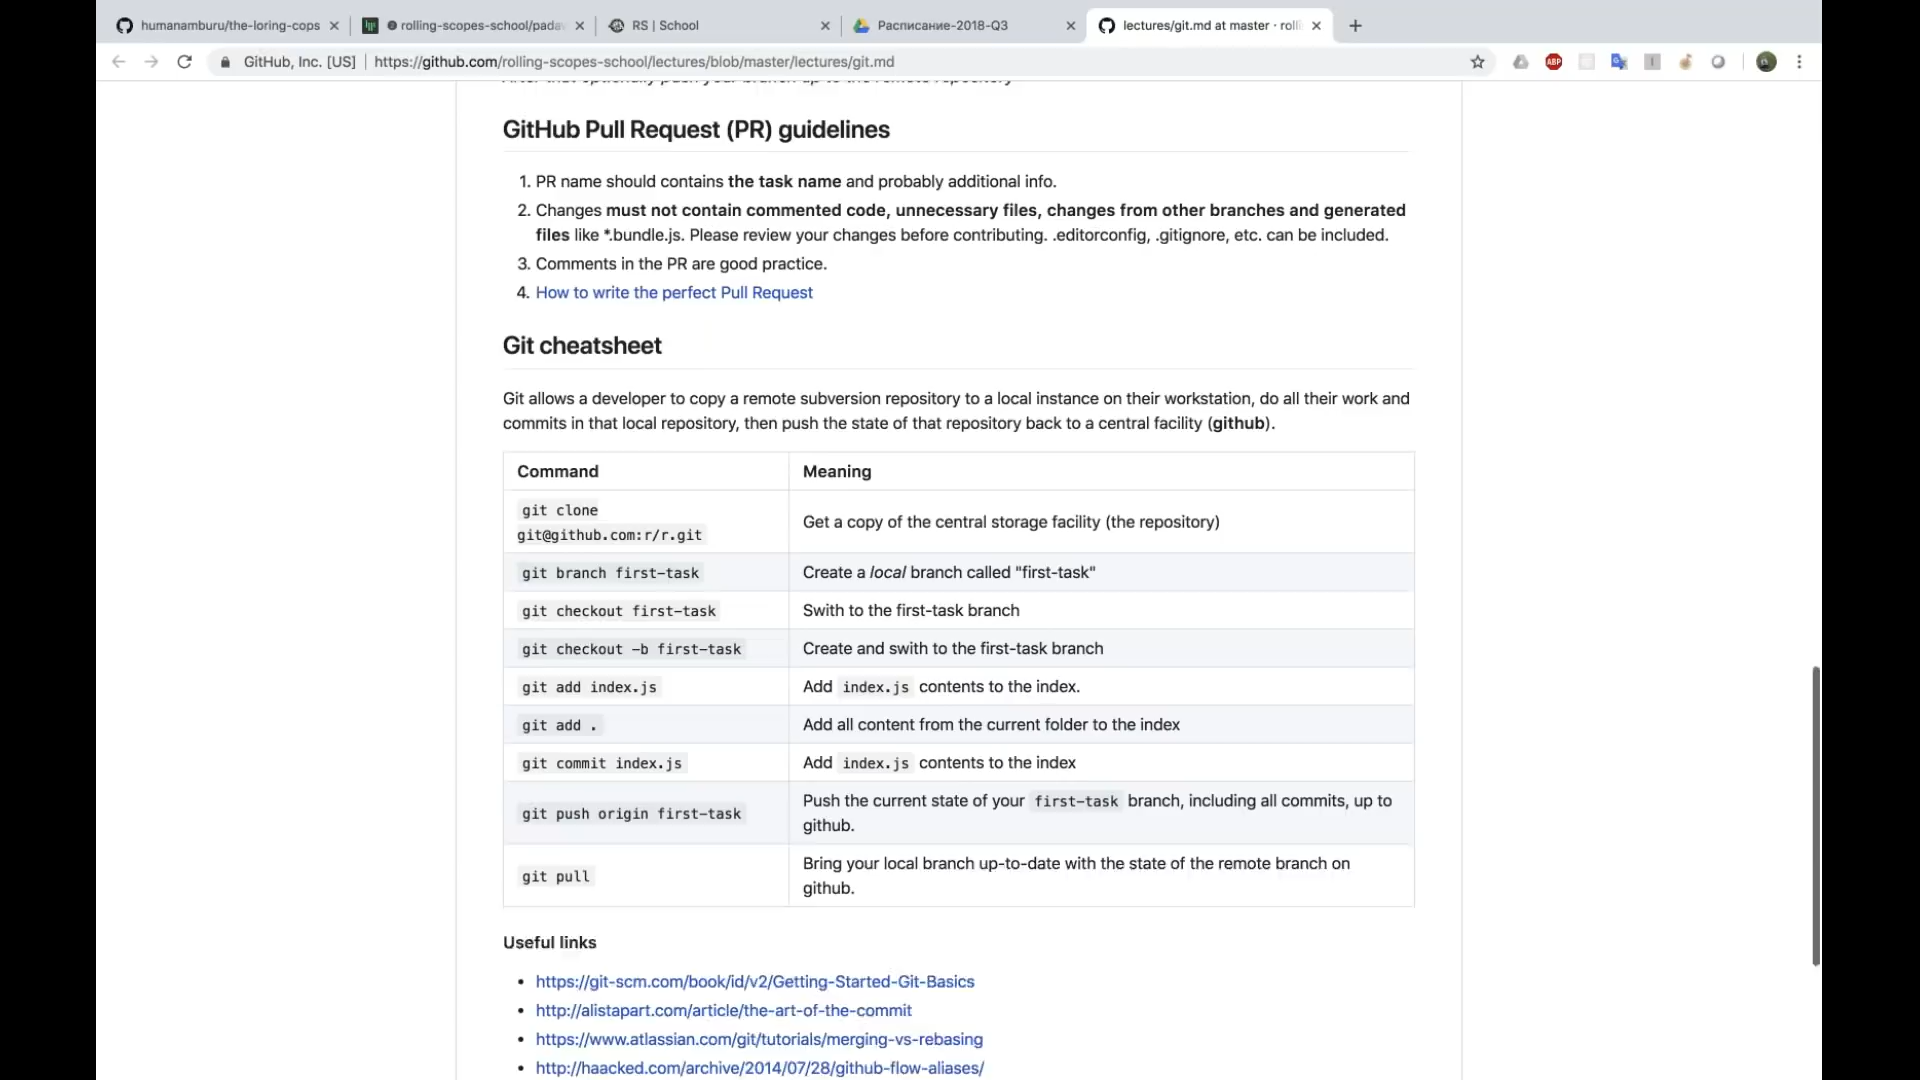 humanamburu/the-loring-cops
rolling-scopes-school/padaw
RS | School
Расписание-2018-Q3
lectures/git.md at master · rolli
GitHub, Inc. [US]
https://github.com/rolling-scopes-school/lectures/blob/master/lectures/git.md
ABP
After that optionally push your branch up to the remote repository
GitHub Pull Request (PR) guidelines
1. PR name should contains the task name and probably additional info.
2. Changes must not contain commented code, unnecessary files, changes from other branches and generated
files like *.bundle.js. Please review your changes before contributing. .editorconfig, .gitignore, etc. can be included.
3. Comments in the PR are good practice.
4. How to write the perfect Pull Request
Git cheatsheet
Git allows a developer to copy a remote subversion repository to a local instance on their workstation, do all their work and
commits in that local repository, then push the state of that repository back to a central facility (github).
Command Meaning
git clone
git@github.com:r/r.git
Get a copy of the central storage facility (the repository)
git branch first-task Create a local branch called "first-task"
git checkout first-task Swith to the first-task branch
git checkout -b first-task Create and swith to the first-task branch
git add index.js Add index.js contents to the index.
git add . Add all content from the current folder to the index
git commit index.js Add index.js contents to the index
git push origin first-task
Push the current state of your first-task branch, including all commits, up to
github.
git pull
Bring your local branch up-to-date with the state of the remote branch on
github.
Useful links
• https://git-scm.com/book/id/v2/Getting-Started-Git-Basics
• http://alistapart.com/article/the-art-of-the-commit
• https://www.atlassian.com/git/tutorials/merging-vs-rebasing
• http://haacked.com/archive/2014/07/28/github-flow-aliases/